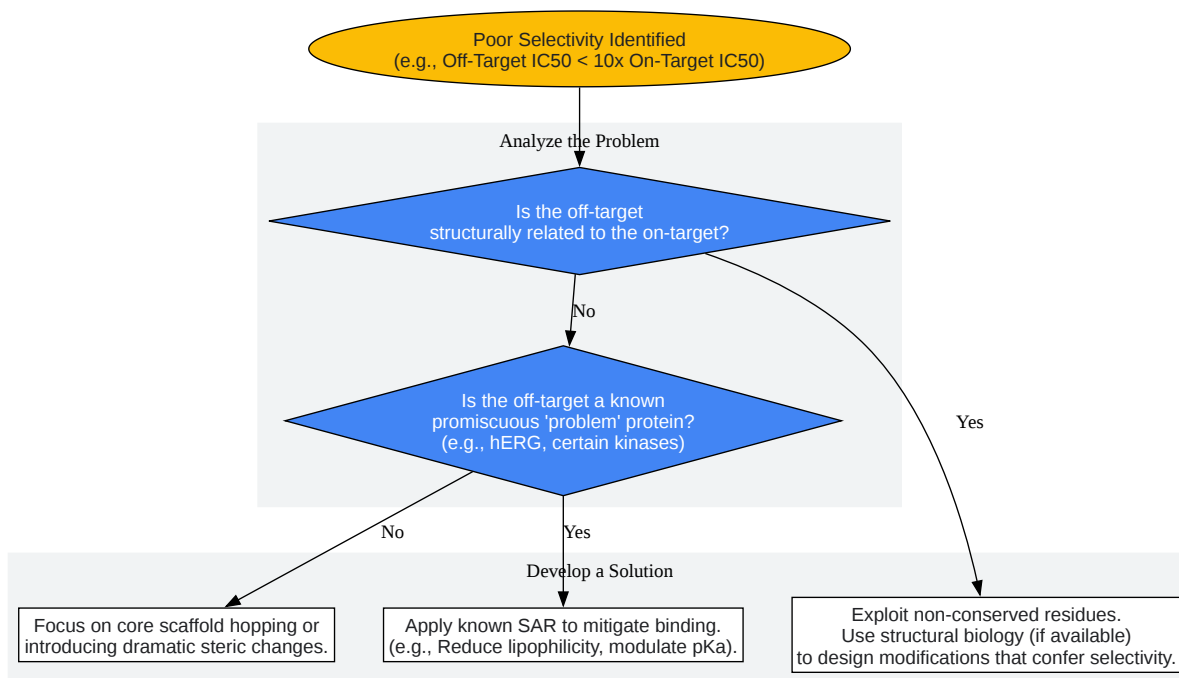 Poor Selectivity Identified
(e.g., Off-Target IC50 < 10x On-Target IC50)
Analyze the Problem
Is the off-target
structurally related to the on-target?
No
Is the off-target a known
promiscuous 'problem' protein?
(e.g., hERG, certain kinases)
Yes
No
Yes
Develop a Solution
Focus on core scaffold hopping or
introducing dramatic steric changes.
Apply known SAR to mitigate binding.
(e.g., Reduce lipophilicity, modulate pKa).
Exploit non-conserved residues.
Use structural biology (if available)
to design modifications that confer selectivity.